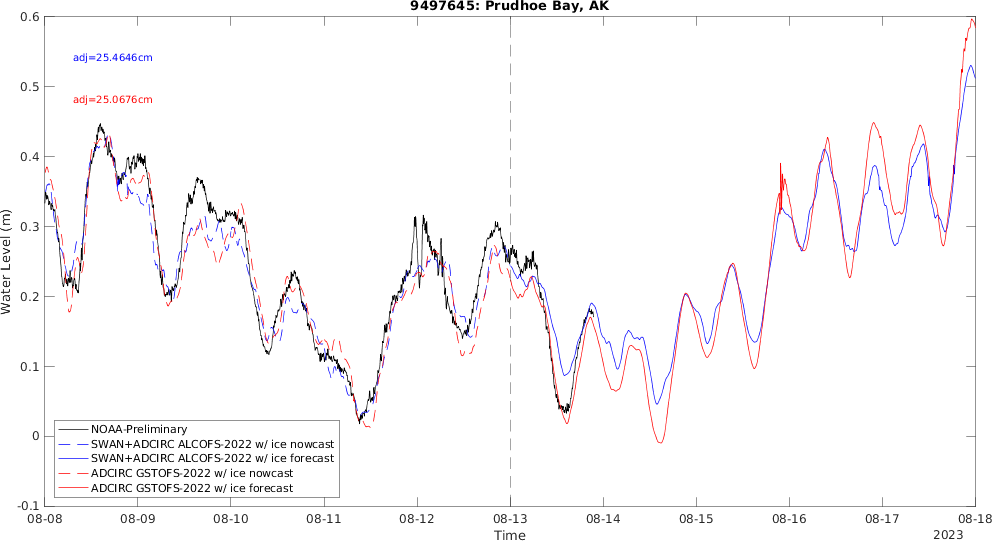 9497645: Prudhoe Bay, AK
0.6
0.5
0.4
0.3
0.2
0.1
0
-0.1
Water Level (m)
adj=25.4646cm
adj=25.0676cm
NOAA-Preliminary
SWAN+ADCIRC ALCOFS-2022 w/ ice nowcast
SWAN+ADCIRC ALCOFS-2022 w/ ice forecast
ADCIRC GSTOFS-2022 w/ ice nowcast
ADCIRC GSTOFS-2022 w/ ice forecast
08-08 08-09 08-10 08-11 08-12 08-13 08-14 08-15 08-16 08-17 08-18
Time
2023